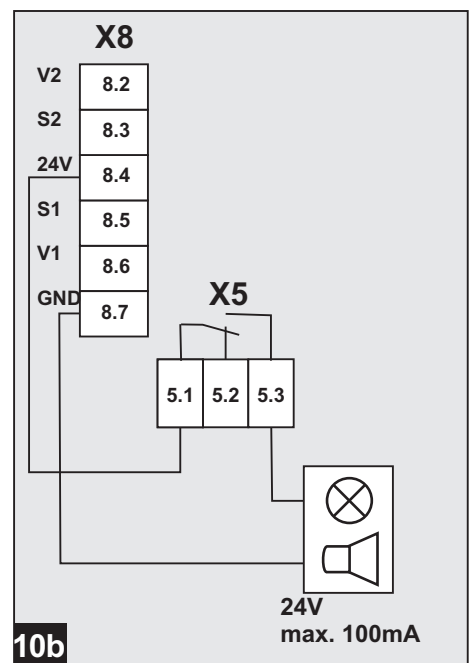 X8
V2 8.2
S2 8.3
24V 8.4
S1 8.5
V1 8.6
GND 8.7
X5
5.1 5.2 5.3
24V
max. 100mA
10b